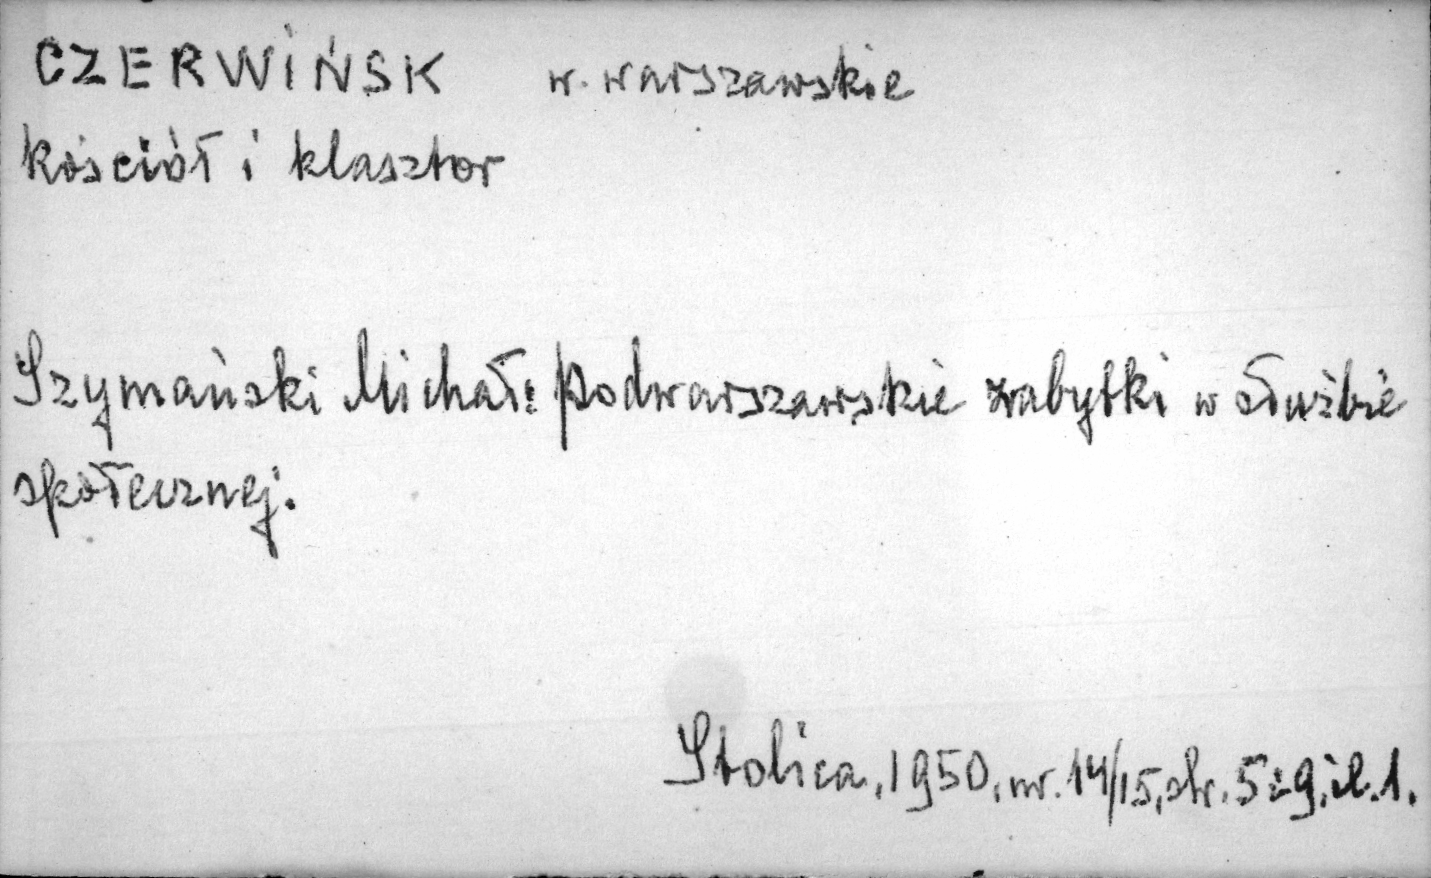 CZERWIŃSK w. warszawskie
Kościół i klasztor
Szymański Michał: Podwarszawskie zabytki w służbie
społecznej.
Stolica, 1950, nr. 14/15, str. 5 i 9, il. 1.